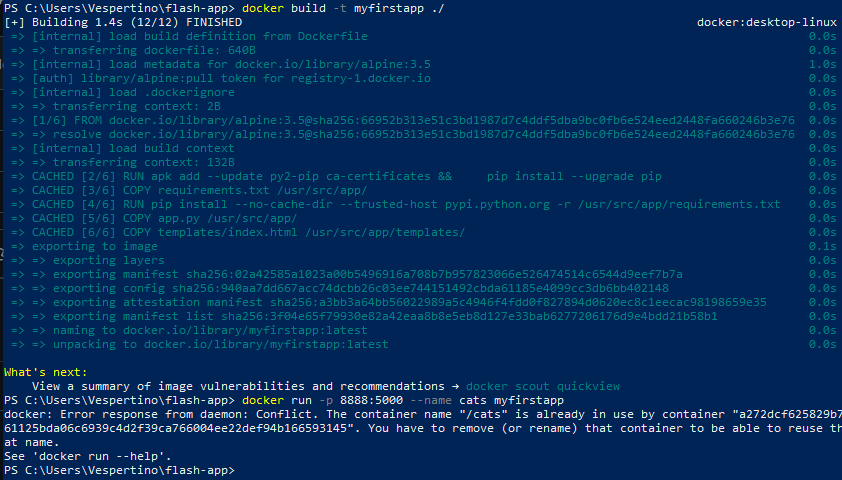 PS C:\Users\Vespertino\flash-app> docker build -t myfirstapp ./
[+] Building 1.4s (12/12) FINISHED docker:desktop-linux
=> [internal] load build definition from Dockerfile 0.0s
=> => transferring dockerfile: 640B 0.0s
=> [internal] load metadata for docker.io/library/alpine:3.5 1.0s
=> [auth] library/alpine:pull token for registry-1.docker.io 0.0s
=> [internal] load .dockerignore 0.0s
=> => transferring context: 2B 0.0s
=> [1/6] FROM docker.io/library/alpine:3.5@sha256:66952b313e51c3bd1987d7c4ddf5dba9bc0fb6e524eed2448fa660246b3e76 0.0s
=> => resolve docker.io/library/alpine:3.5@sha256:66952b313e51c3bd1987d7c4ddf5dba9bc0fb6e524eed2448fa660246b3e76 0.0s
=> [internal] load build context 0.0s
=> => transferring context: 132B 0.0s
=> CACHED [2/6] RUN apk add --update py2-pip ca-certificates && pip install --upgrade pip 0.0s
=> CACHED [3/6] COPY requirements.txt /usr/src/app/ 0.0s
=> CACHED [4/6] RUN pip install --no-cache-dir --trusted-host pypi.python.org -r /usr/src/app/requirements.txt 0.0s
=> CACHED [5/6] COPY app.py /usr/src/app/ 0.0s
=> CACHED [6/6] COPY templates/index.html /usr/src/app/templates/ 0.0s
=> exporting to image 0.1s
=> => exporting layers 0.0s
=> => exporting manifest sha256:02a42585a1023a00b5496916a708b7b957823066e526474514c6544d9eef7b7a 0.0s
=> => exporting config sha256:940aa7dd667acc74dcbb26c03ee744151492cbda61185e4099cc3db6bb402148 0.0s
=> => exporting attestation manifest sha256:a3bb3a64bb56022989a5c4946f4fdd0f827894d0620ec8c1eecac98198659e35 0.0s
=> => exporting manifest list sha256:3f04e65f79930e82a42eaa8b8e5eb8d127e33bab6277206176d9e4bdd21b58b1 0.0s
=> => naming to docker.io/library/myfirstapp:latest 0.0s
=> => unpacking to docker.io/library/myfirstapp:latest 0.0s
What's next:
View a summary of image vulnerabilities and recommendations → docker scout quickview
PS C:\Users\Vespertino\flash-app> docker run -p 8888:5000 --name cats myfirstapp
docker: Error response from daemon: Conflict. The container name "/cats" is already in use by container "a272dcf625829b7
61125bda06c6939c4d2f39ca766004ee22def94b166593145". You have to remove (or rename) that container to be able to reuse th
at name.
See 'docker run --help'.
PS C:\Users\Vespertino\flash-app>